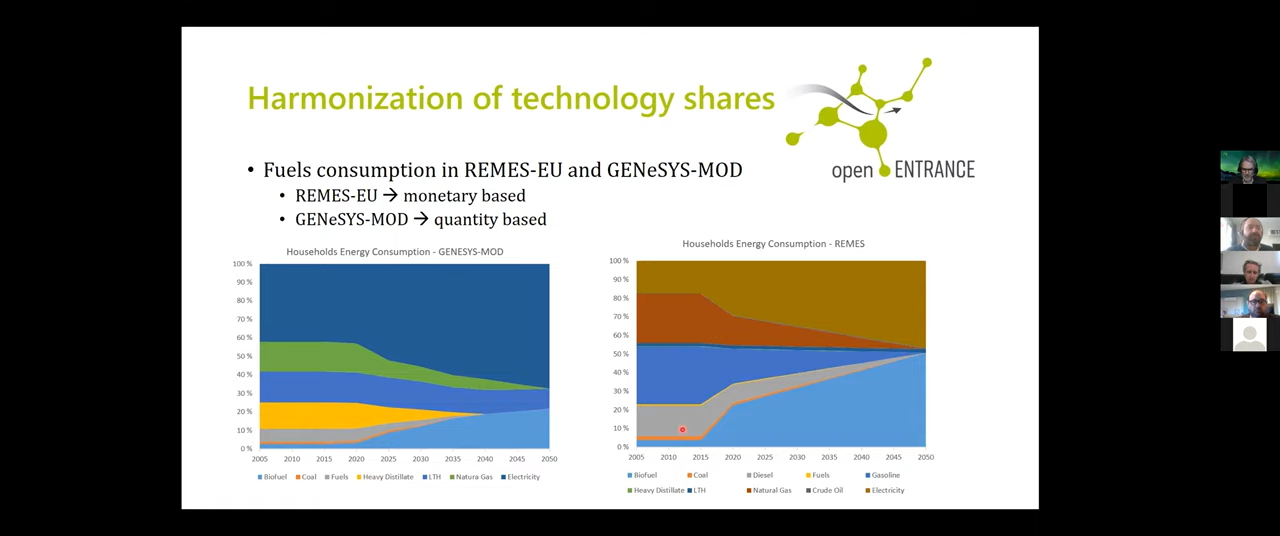 Harmonization of technology shares
open ENTRANCE
• Fuels consumption in REMES-EU and GENeSYS-MOD
• REMES-EU → monetary based
• GENeSYS-MOD → quantity based
Households Energy Consumption - GENESYS-MOD
100 %
90 %
80 %
70 %
60 %
50 %
40 %
30 %
20 %
10 %
0 %
2005 2010 2015 2020 2025 2030 2035 2040 2045 2050
Biofuel Coal Fuels Heavy Distillate LTH Natura Gas Electricity
Households Energy Consumption - REMES
100 %
90 %
80 %
70 %
60 %
50 %
40 %
30 %
20 %
10 %
0 %
2005 2010 2015 2020 2025 2030 2035 2040 2045 2050
Biofuel Coal Diesel Fuels Gasoline
Heavy Distillate LTH Natural Gas Crude Oil Electricity